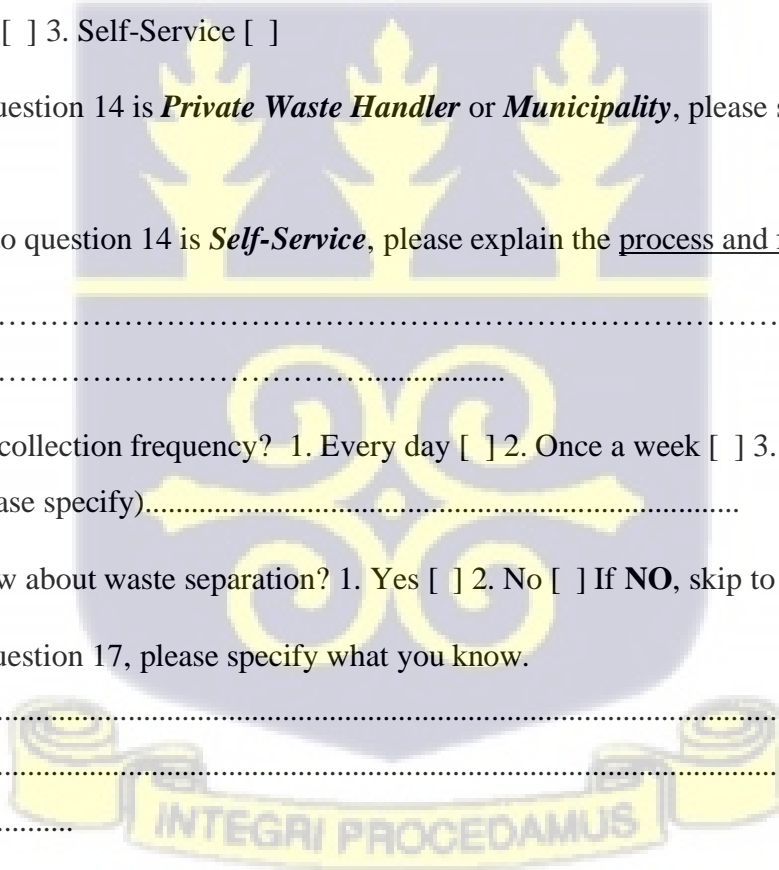 [ ] 3. Self-Service [ ]
uestion 14 is Private Waste Handler or Municipality, please
o question 14 is Self-Service, please explain the process and
………………………………………………………………………………
……………………………………..................
collection frequency? 1. Every day [ ] 2. Once a week [ ] 3.
ase specify)...........................................................................................
w about waste separation? 1. Yes [ ] 2. No [ ] If NO, skip to
uestion 17, please specify what you know.
........................................................................................................................
........................................................................................................................
............
INTEGRI PROCEDAMUS